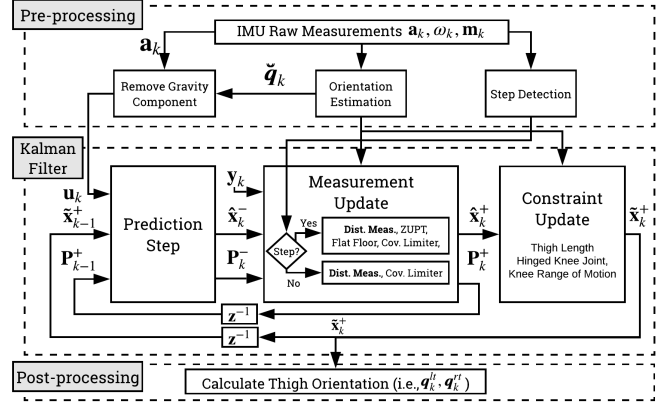 Pre-processing
IMU Raw Measurements a_k, ω_k, m_k
a_k
q̆_k
Remove Gravity
Component
Orientation
Estimation
Step Detection
Kalman
Filter
u_k
x̃⁺_{k−1}
P⁺_{k−1}
Prediction
Step
y_k
x̂⁻_k
P⁻_k
Measurement
Update
Step?
Yes
No
Dist. Meas., ZUPT,
Flat Floor, Cov. Limiter,
Dist. Meas., Cov. Limiter
x̂⁺_k
P⁺_k
Constraint
Update
Thigh Length
Hinged Knee Joint,
Knee Range of Motion
x̃⁺_k
z⁻¹
z⁻¹
x̃⁺_k
Post-processing
Calculate Thigh Orientation (i.e., q^{lt}_k, q^{rt}_k )